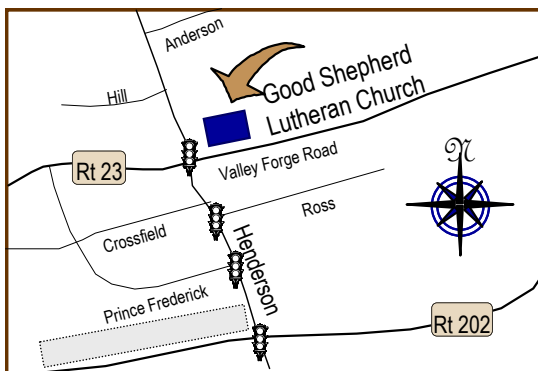 Anderson
Good Shepherd
Lutheran Church
Hill
N
Rt 23
Valley Forge Road
Ross
Crossfield
Henderson
Prince Frederick
Rt 202